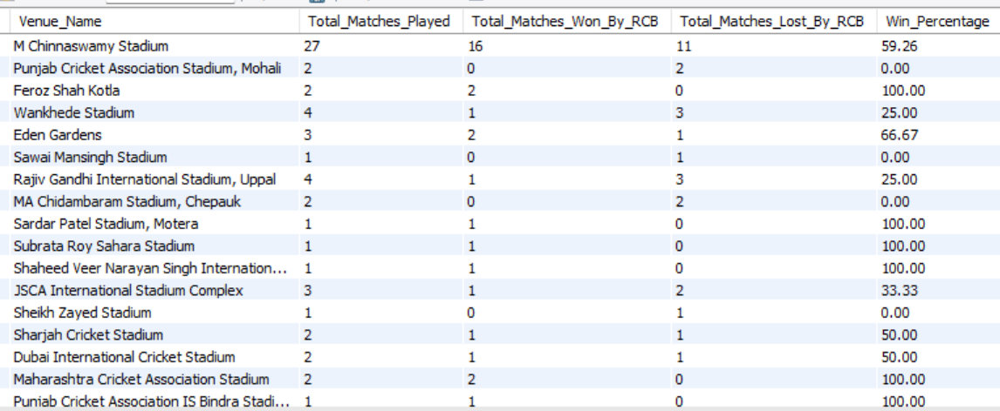 Venue_Name Total_Matches_Played Total_Matches_Won_By_RCB Total_Matches_Lost_By_RCB Win_Percentage
M Chinnaswamy Stadium 27 16 11 59.26
Punjab Cricket Association Stadium, Mohali 2 0 2 0.00
Feroz Shah Kotla 2 2 0 100.00
Wankhede Stadium 4 1 3 25.00
Eden Gardens 3 2 1 66.67
Sawai Mansingh Stadium 1 0 1 0.00
Rajiv Gandhi International Stadium, Uppal 4 1 3 25.00
MA Chidambaram Stadium, Chepauk 2 0 2 0.00
Sardar Patel Stadium, Motera 1 1 0 100.00
Subrata Roy Sahara Stadium 1 1 0 100.00
Shaheed Veer Narayan Singh Internation... 1 1 0 100.00
JSCA International Stadium Complex 3 1 2 33.33
Sheikh Zayed Stadium 1 0 1 0.00
Sharjah Cricket Stadium 2 1 1 50.00
Dubai International Cricket Stadium 2 1 1 50.00
Maharashtra Cricket Association Stadium 2 2 0 100.00
Punjab Cricket Association IS Bindra Stadi... 1 1 0 100.00